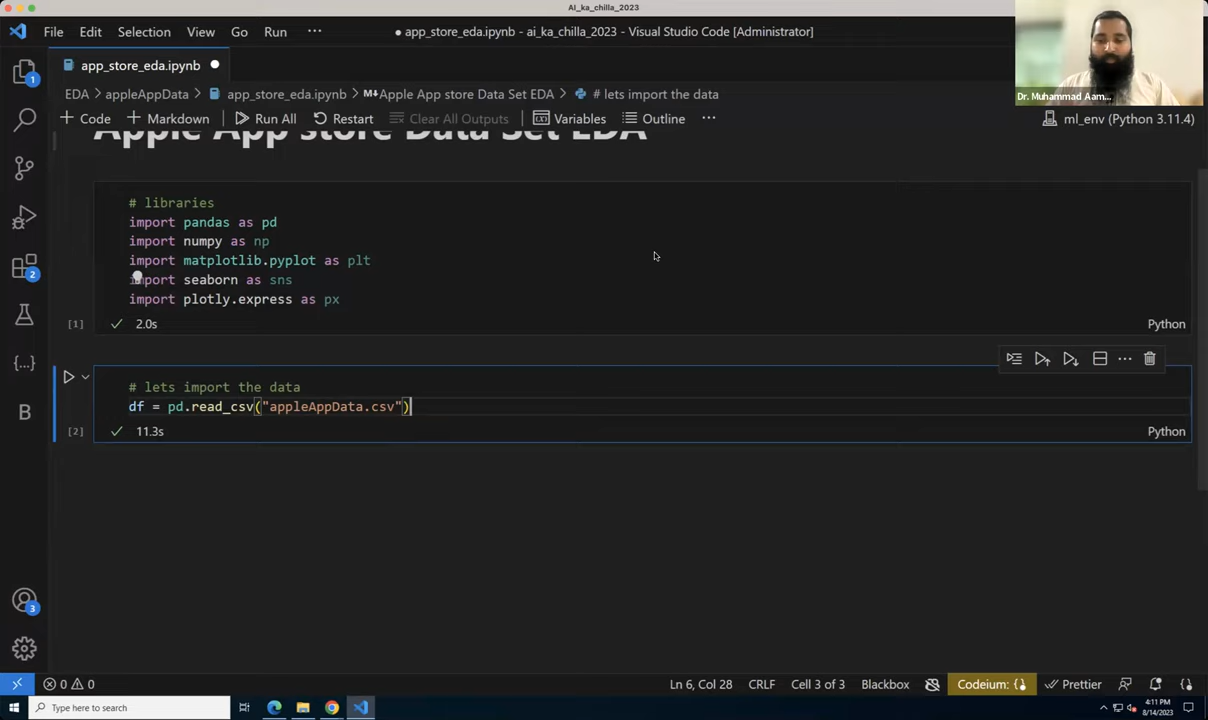 AI_ka_chilla_2023
File Edit Selection View Go Run ···
● app_store_eda.ipynb - ai_ka_chilla_2023 - Visual Studio Code [Administrator]
app_store_eda.ipynb ●
Dr. Muhammad Aam...
EDA > appleAppData > app_store_eda.ipynb > M↓Apple App store Data Set EDA > # lets import the data
+ Code + Markdown Run All Restart Clear All Outputs Variables Outline ··· ml_env (Python 3.11.4)
Apple App store Data Set EDA
# libraries
import pandas as pd
import numpy as np
import matplotlib.pyplot as plt
import seaborn as sns
import plotly.express as px
[1] ✓ 2.0s Python
# lets import the data
df = pd.read_csv("appleAppData.csv")
[2] ✓ 11.3s Python
1
2
{...}
B
3
0 0 Ln 6, Col 28 CRLF Cell 3 of 3 Blackbox Codeium: {} Prettier
Type here to search
4:11 PM
8/14/2023